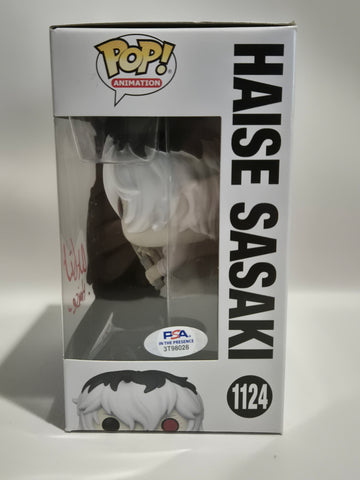 POP!
ANIMATION
HAISE SASAKI
1124
PSA
IN THE PRESENCE
3T98026